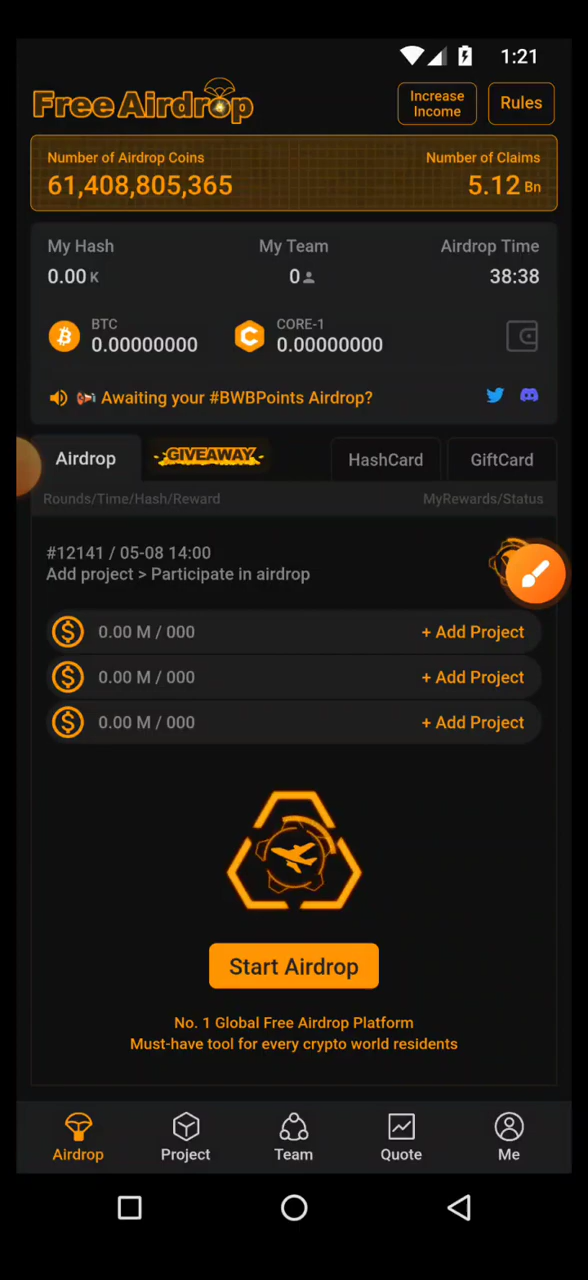 1:21
Free Airdrop
Increase
Income
Rules
Number of Airdrop Coins
Number of Claims
61,408,805,365
5.12 Bn
My Hash
My Team
Airdrop Time
0.00 K
0
38:38
BTC
0.00000000
CORE-1
0.00000000
Awaiting your #BWBPoints Airdrop?
Airdrop
GIVEAWAY
HashCard
GiftCard
Rounds/Time/Hash/Reward
MyRewards/Status
#12141 / 05-08 14:00
Add project > Participate in airdrop
0.00 M / 000
+ Add Project
0.00 M / 000
+ Add Project
0.00 M / 000
+ Add Project
Start Airdrop
No. 1 Global Free Airdrop Platform
Must-have tool for every crypto world residents
Airdrop
Project
Team
Quote
Me